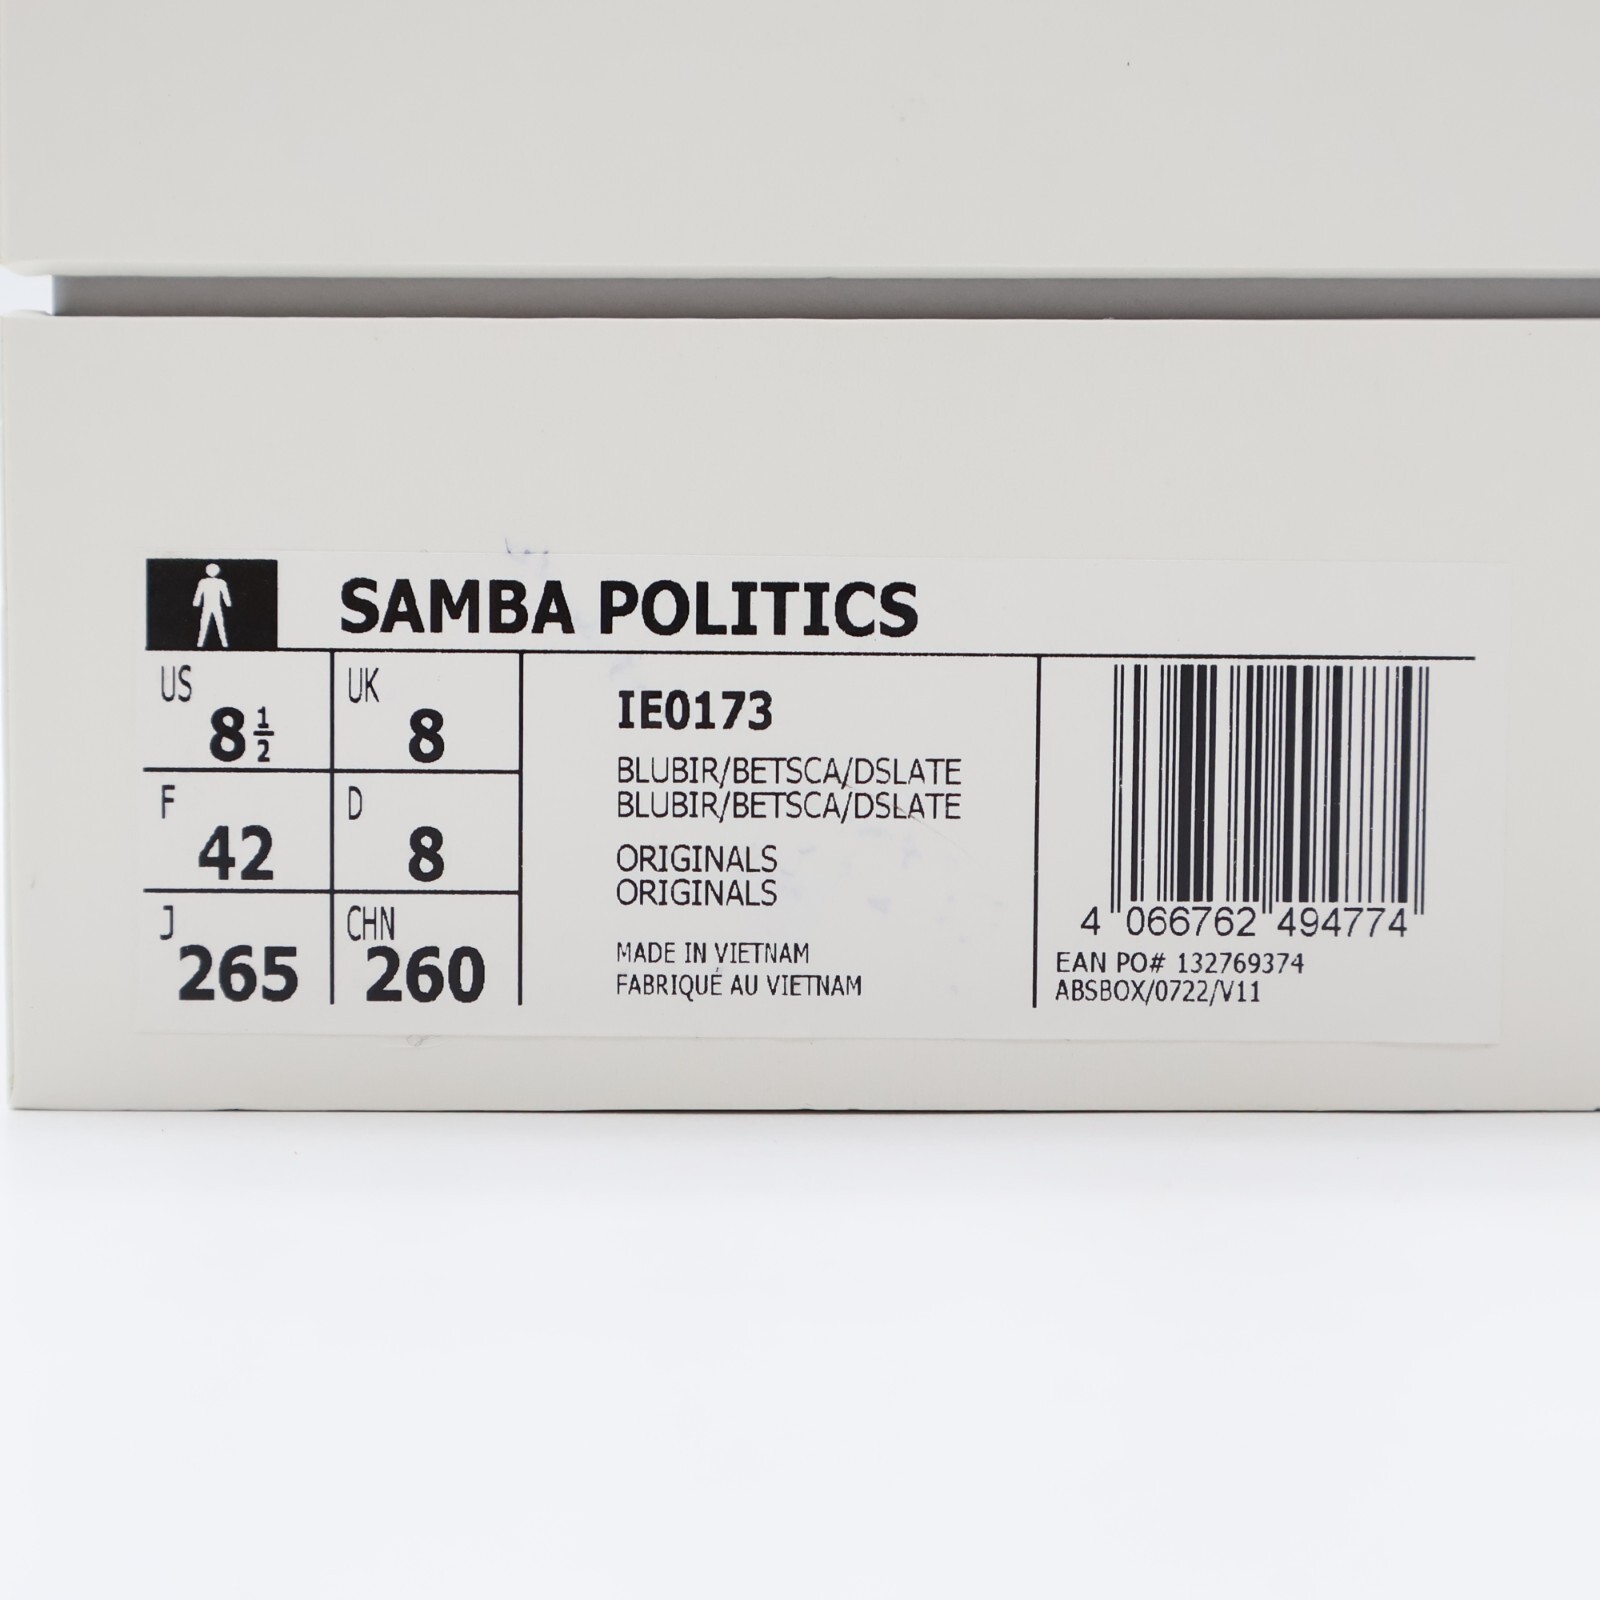 SAMBA POLITICS
US 8½
UK 8
F 42
D 8
J 265
CHN 260
IE0173
BLUBIR/BETSCA/DSLATE
BLUBIR/BETSCA/DSLATE
ORIGINALS
ORIGINALS
MADE IN VIETNAM
FABRIQUÉ AU VIETNAM
4 066762 494774
EAN PO# 132769374
ABSBOX/0722/V11